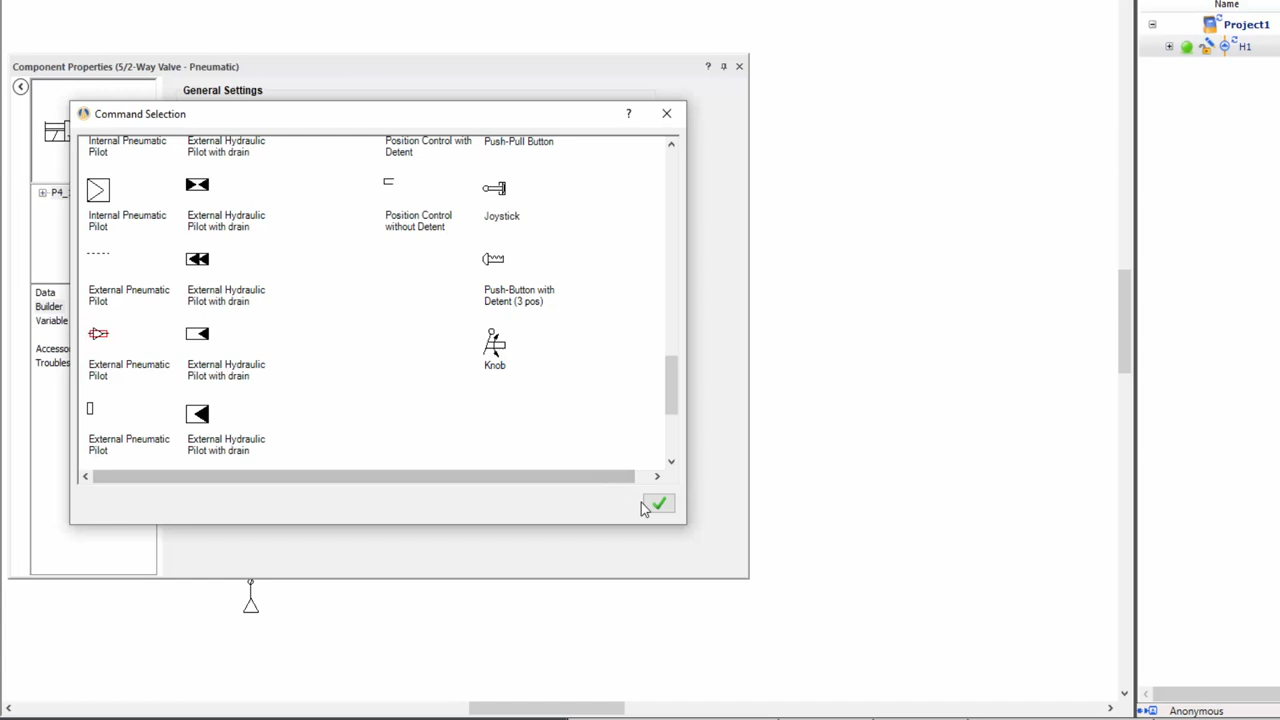 Name
Project1
H1
Component Properties (5/2-Way Valve - Pneumatic)
?
General Settings
Command Selection
?
Internal Pneumatic
Pilot
External Hydraulic
Pilot with drain
Position Control with
Detent
Push-Pull Button
Internal Pneumatic
Pilot
External Hydraulic
Pilot with drain
Position Control
without Detent
Joystick
External Pneumatic
Pilot
External Hydraulic
Pilot with drain
Push-Button with
Detent (3 pos)
External Pneumatic
Pilot
External Hydraulic
Pilot with drain
Knob
External Pneumatic
Pilot
External Hydraulic
Pilot with drain
Data
Builder
Variable
Anonymous